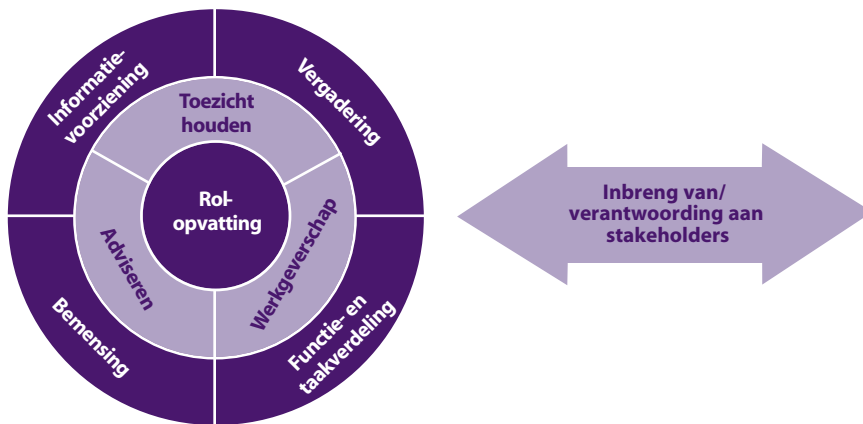 Informatie-
voorziening
Vergadering
Toezicht
houden
Rol-
opvatting
Adviseren
Werkgeverschap
Bemensing
Functie- en
taakverdeling
Inbreng van/
verantwoording aan
stakeholders